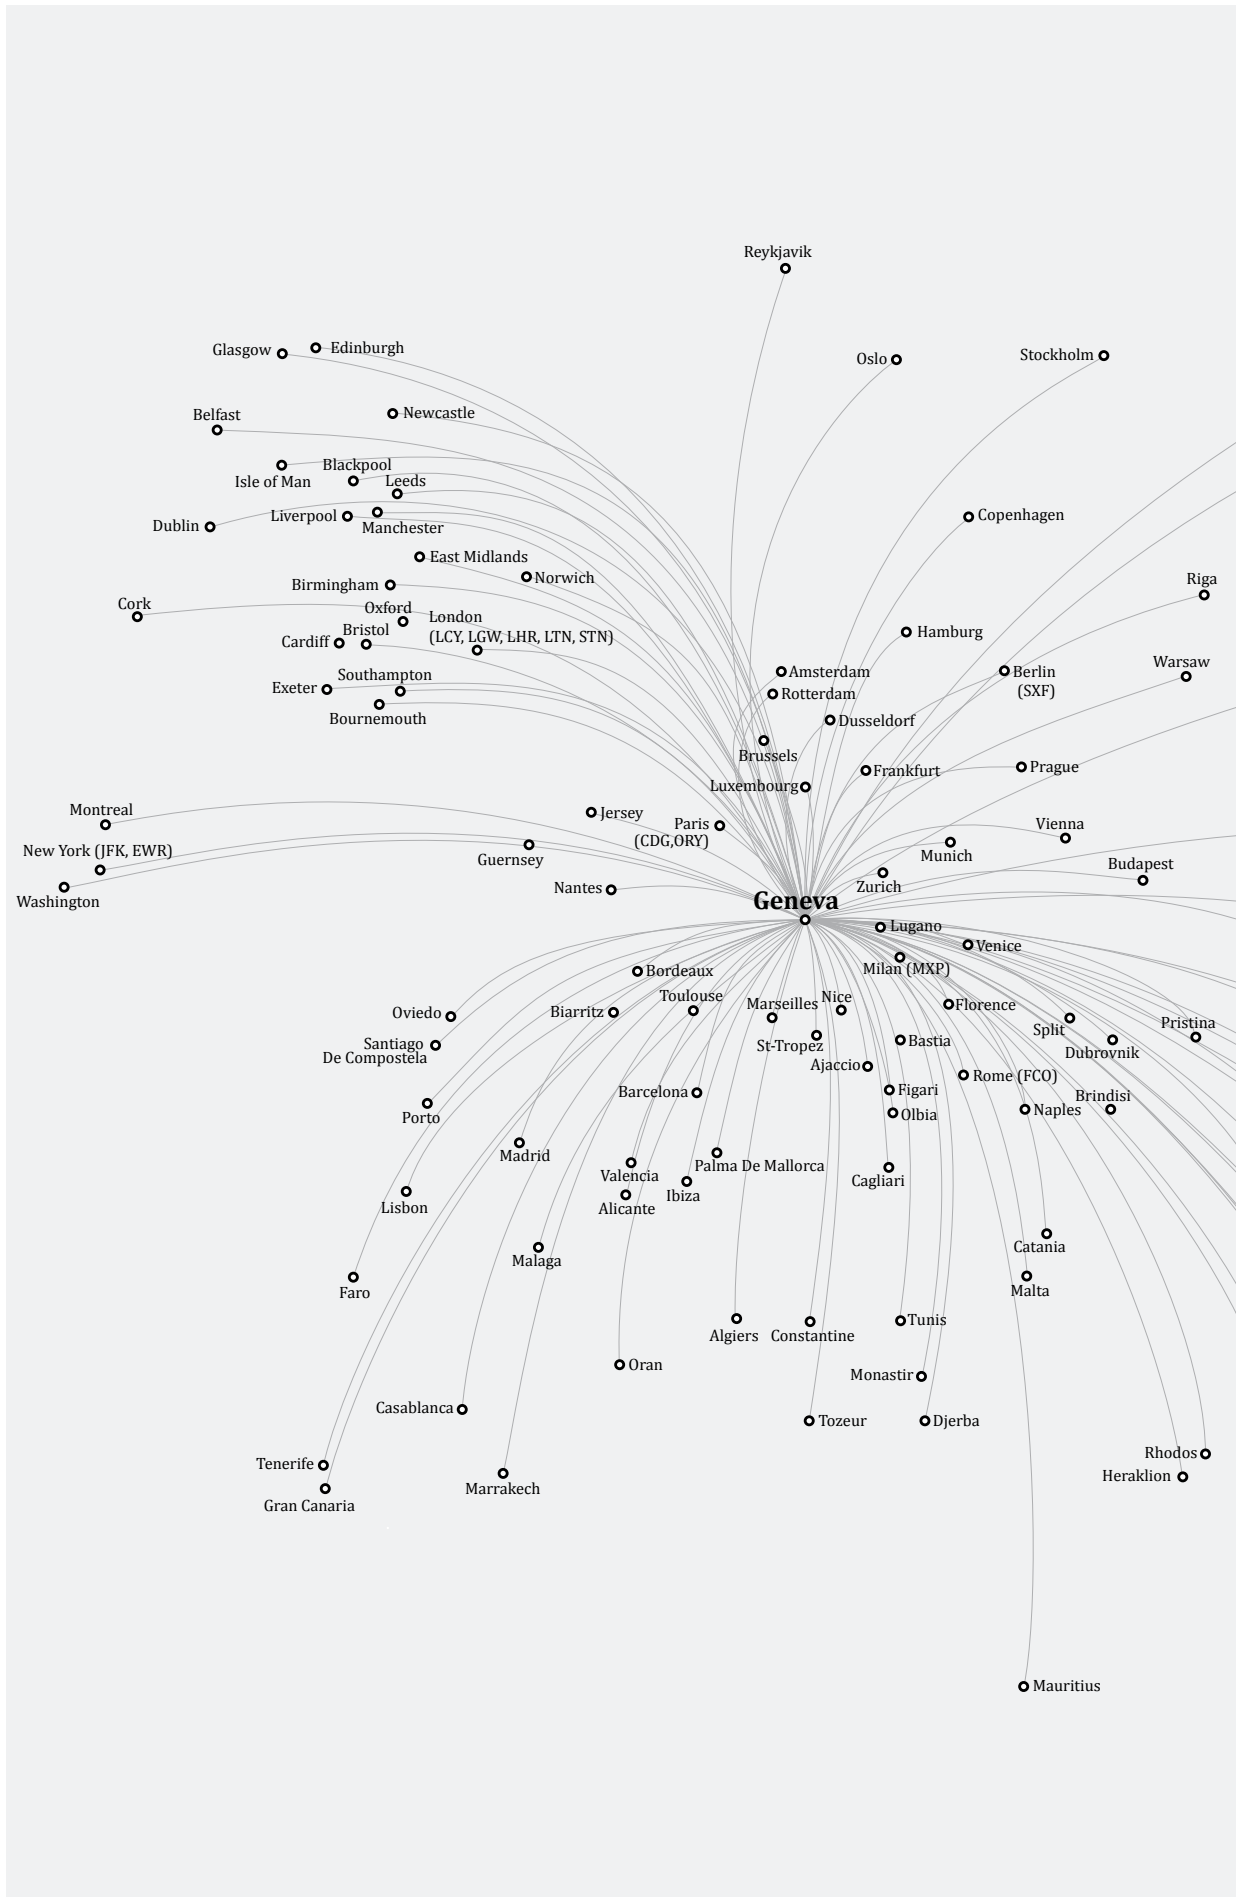 Reykjavik
Glasgow
Edinburgh
Oslo
Stockholm
Belfast
Newcastle
Isle of Man
Blackpool
Leeds
Dublin
Liverpool
Manchester
Copenhagen
East Midlands
Birmingham
Norwich
Riga
Cork
Oxford
London
(LCY, LGW, LHR, LTN, STN)
Cardiff
Bristol
Hamburg
Exeter
Southampton
Bournemouth
Amsterdam
Rotterdam
Berlin
(SXF)
Warsaw
Dusseldorf
Brussels
Luxembourg
Frankfurt
Prague
Montreal
Jersey
Paris
(CDG,ORY)
Vienna
New York (JFK, EWR)
Guernsey
Munich
Budapest
Washington
Nantes
Zurich
Geneva
Lugano
Venice
Milan (MXP)
Bordeaux
Oviedo
Biarritz
Toulouse
Marseilles
Nice
Florence
Split
Pristina
Santiago
De Compostela
St-Tropez
Bastia
Dubrovnik
Ajaccio
Rome (FCO)
Porto
Barcelona
Figari
Olbia
Naples
Brindisi
Madrid
Valencia
Palma De Mallorca
Cagliari
Lisbon
Alicante
Ibiza
Malaga
Catania
Faro
Malta
Algiers
Constantine
Tunis
Oran
Monastir
Casablanca
Tozeur
Djerba
Tenerife
Gran Canaria
Marrakech
Rhodos
Heraklion
Mauritius